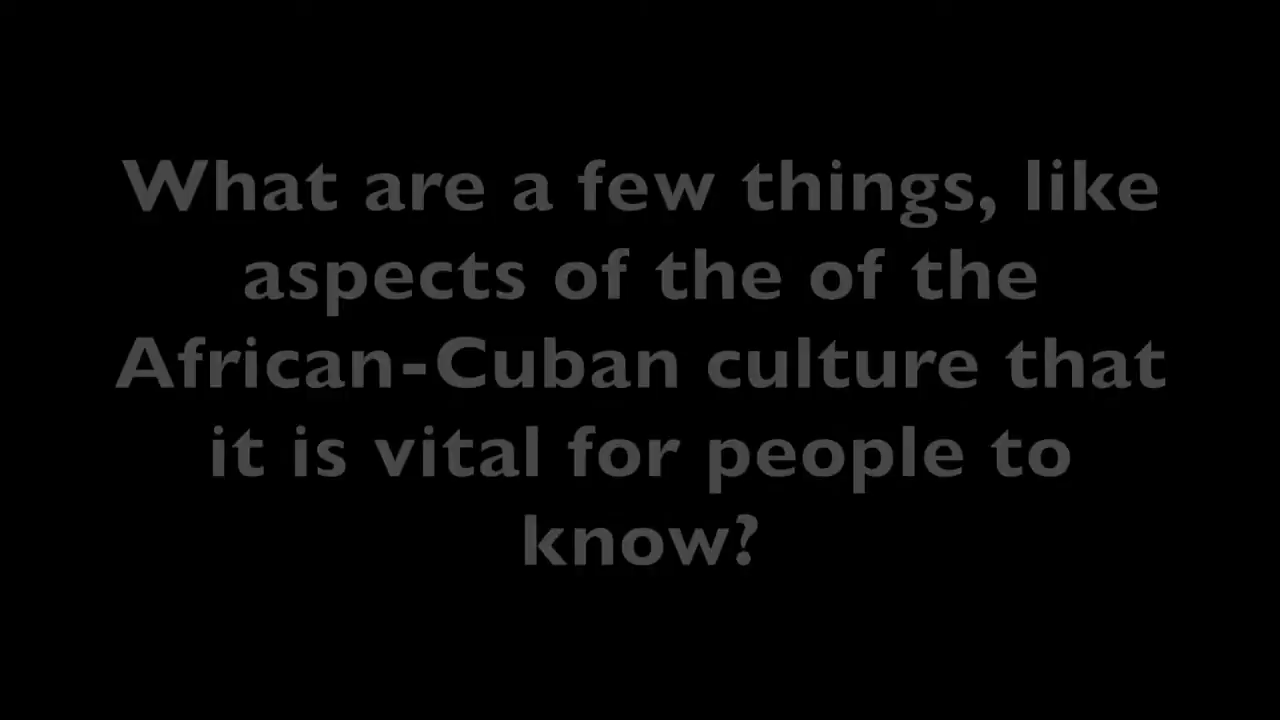 What are a few things, like
aspects of the of the
African-Cuban culture that
it is vital for people to
know?